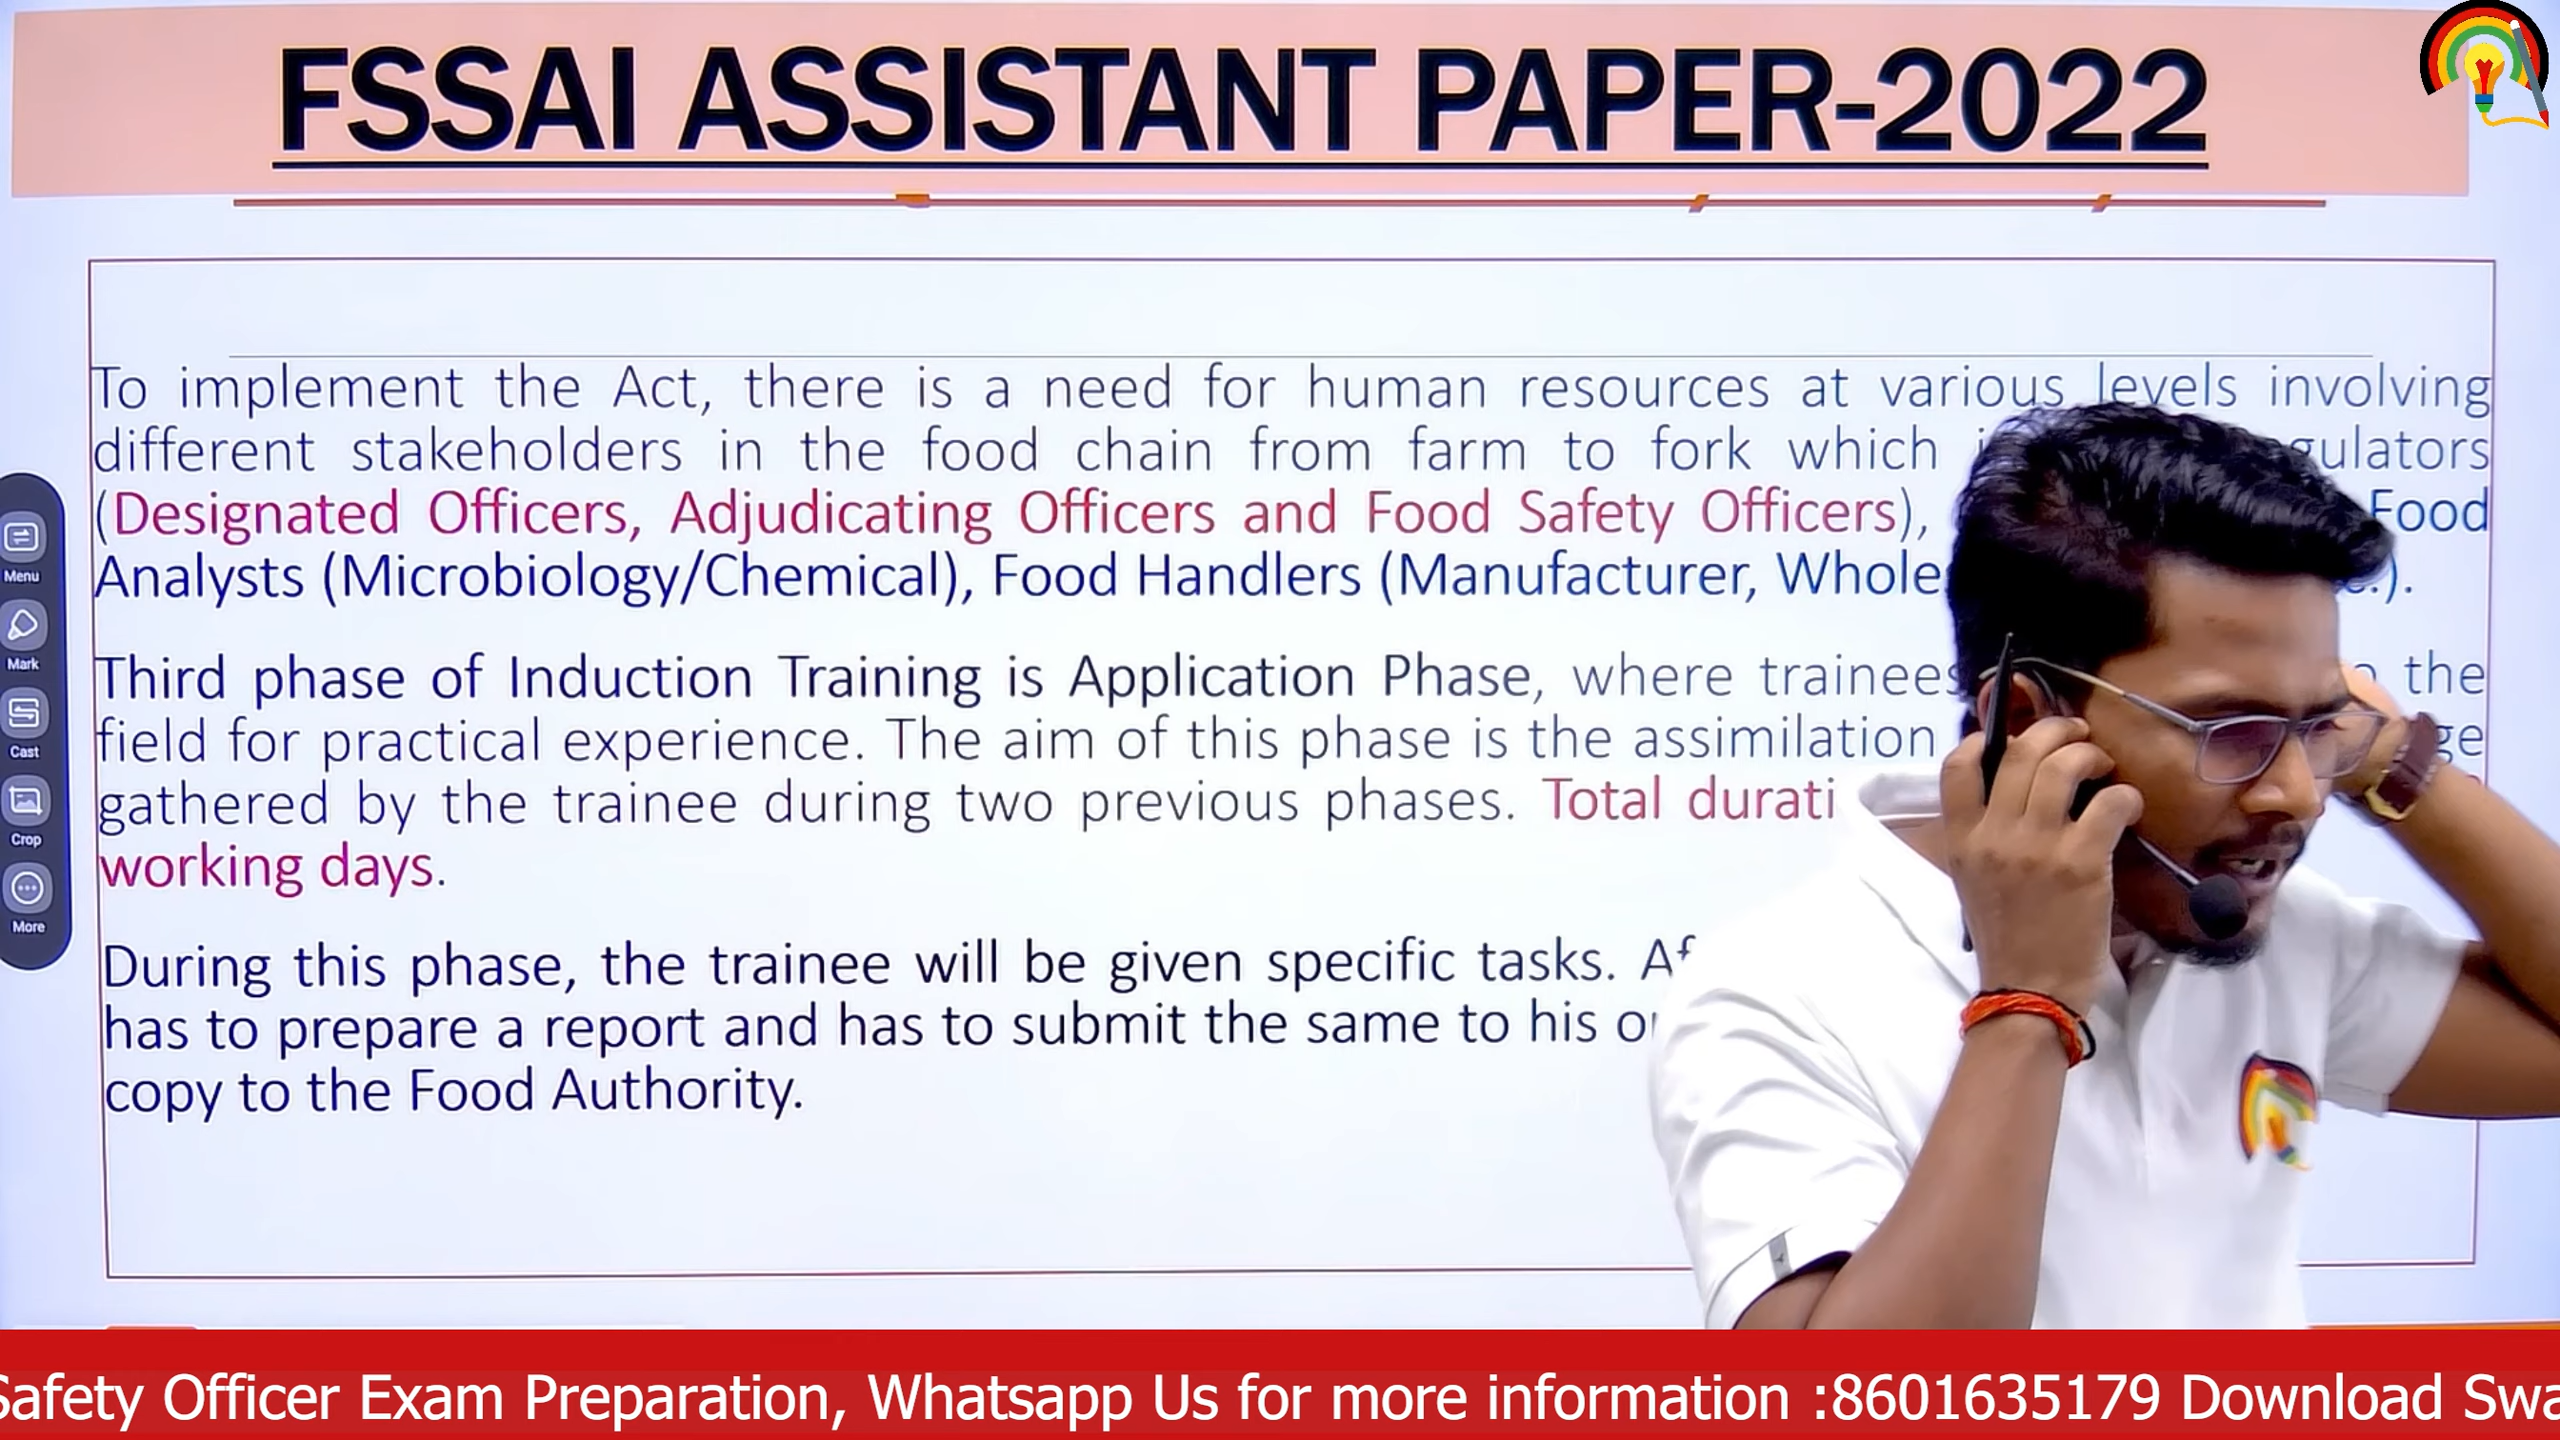 FSSAI ASSISTANT PAPER-2022
To implement the Act, there is a need for human resources at various levels involving
different stakeholders in the food chain from farm to fork which
(Designated Officers, Adjudicating Officers and Food Safety Officers), Food
Analysts (Microbiology/Chemical), Food Handlers (Manufacturer,
Third phase of Induction Training is Application Phase, where trainees the
field for practical experience. The aim of this phase is the assimilation
gathered by the trainee during two previous phases. Total
working days.
During this phase, the trainee will be given specific tasks.
has to prepare a report and has to submit the same to his
copy to the Food Authority.
Menu
Mark
Cast
Crop
More
Safety Officer Exam Preparation, Whatsapp Us for more information :8601635179 Download